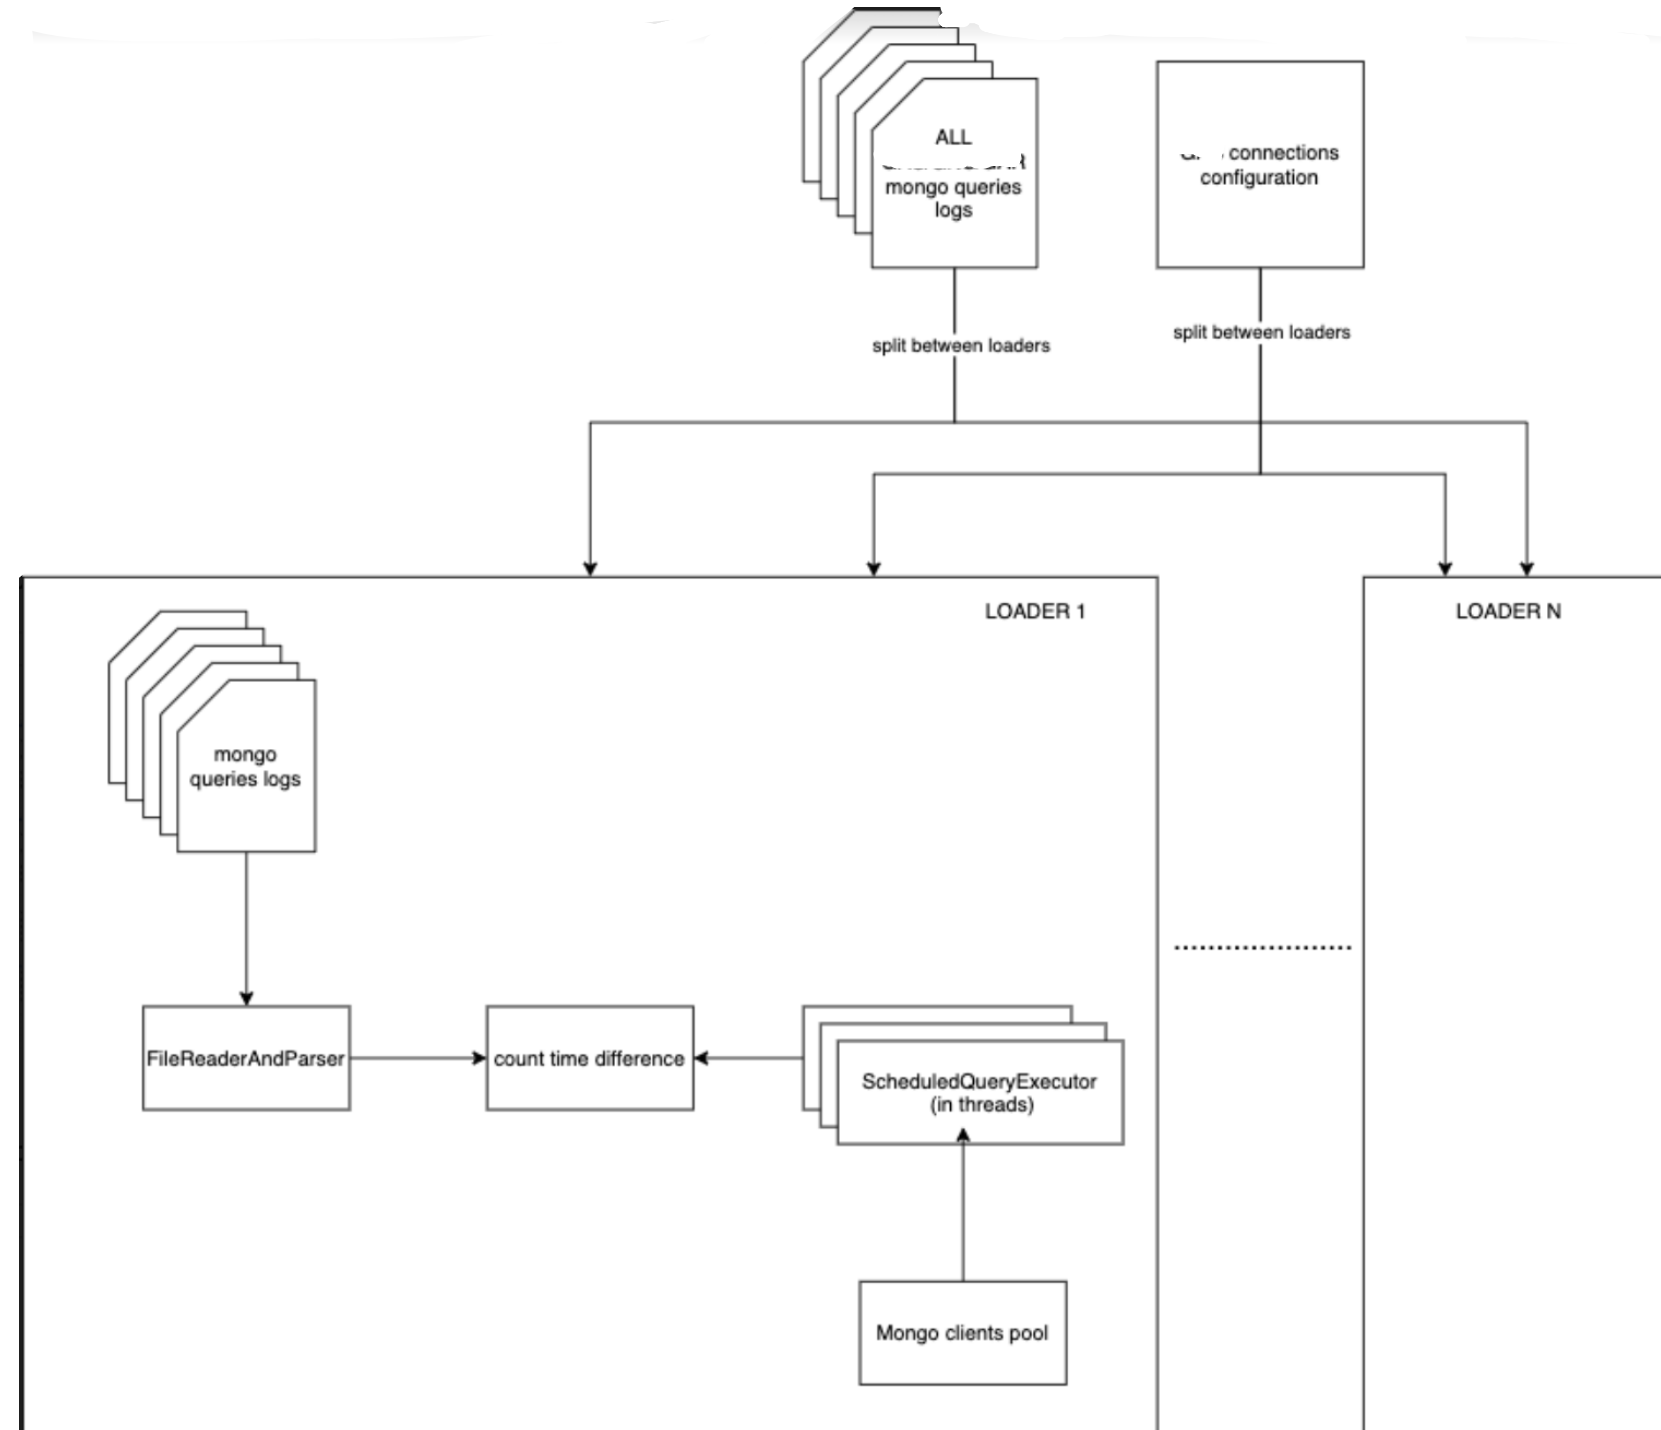 ALL
mongo queries
logs
connections
configuration
split between loaders
split between loaders
LOADER 1
LOADER N
mongo
queries logs
FileReaderAndParser
count time difference
ScheduledQueryExecutor
(in threads)
Mongo clients pool